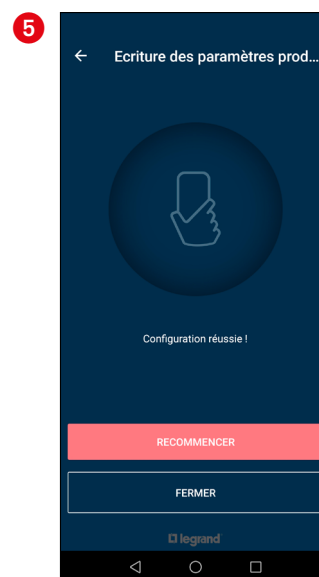 5
Ecriture des paramètres prod...
Configuration réussie !
RECOMMENCER
FERMER
legrand